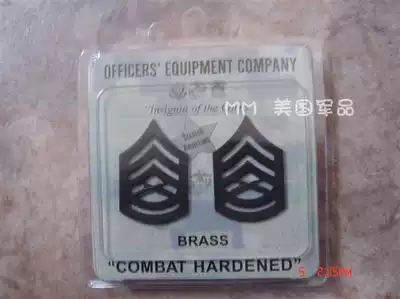 OFFICERS' EQUIPMENT COMPANY
"Insignia of the
MM 美国军品
BRASS
"COMBAT HARDENED"